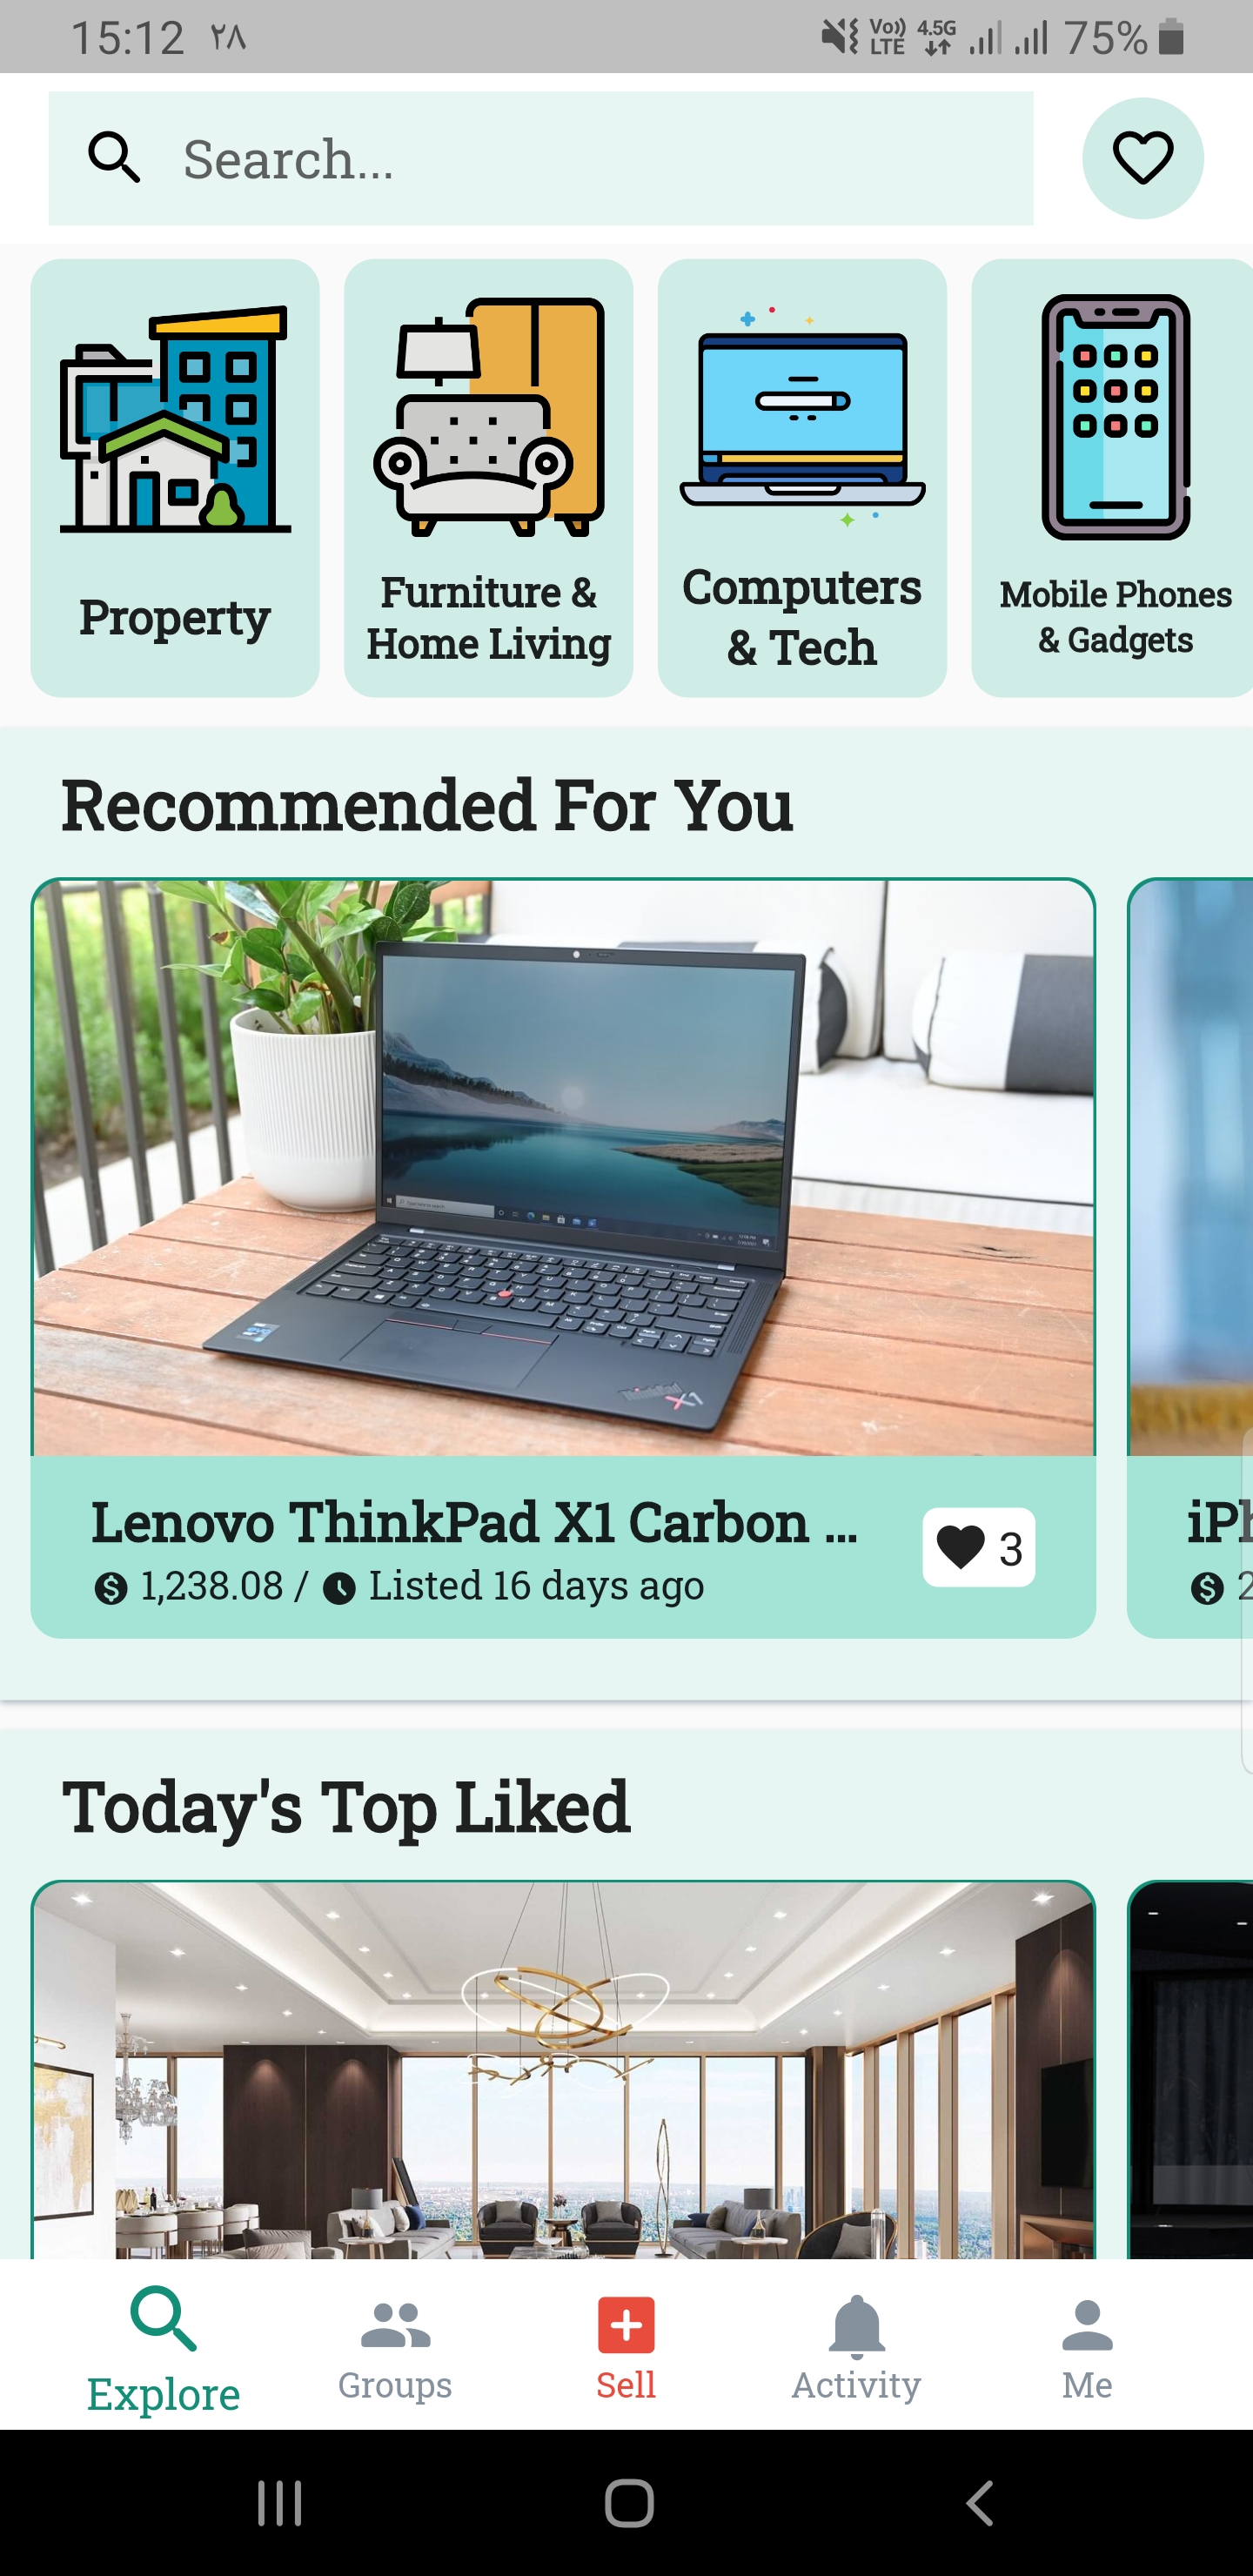 15:12 ٢٨ Vo)) LTE 4.5G 75%
Search...
Property
Furniture &
Home Living
Computers
& Tech
Mobile Phones
& Gadgets
Recommended For You
ThinkPad X1
Lenovo ThinkPad X1 Carbon ...
3
iPh
$ 1,238.08 / Listed 16 days ago
$ 2
Today's Top Liked
Explore
Groups
Sell
Activity
Me